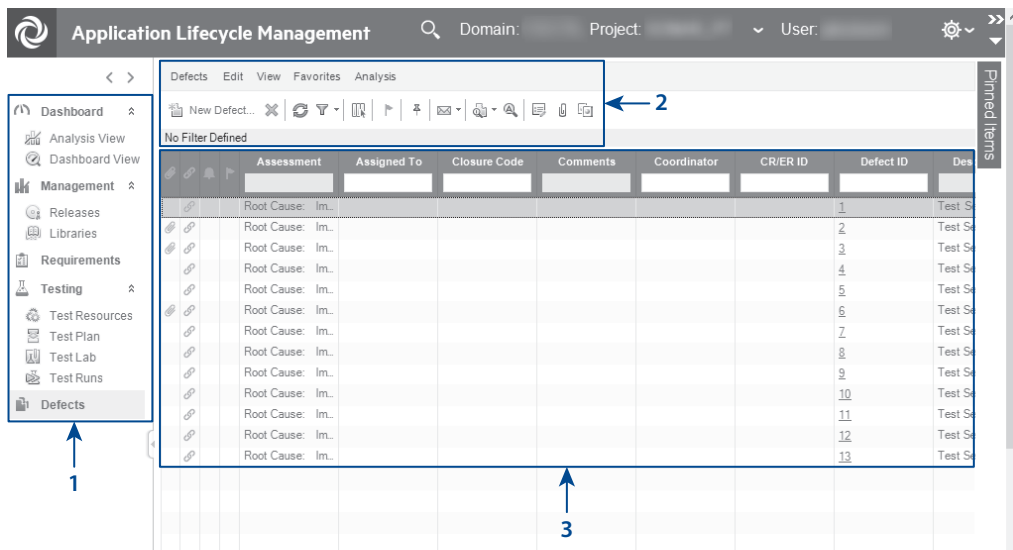 Application Lifecycle Management Domain: Project: User:
Defects Edit View Favorites Analysis
New Defect...
2
No Filter Defined
Pinned Items
Dashboard
Analysis View
Dashboard View
Management
Releases
Libraries
Requirements
Testing
Test Resources
Test Plan
Test Lab
Test Runs
Defects
1
Assessment Assigned To Closure Code Comments Coordinator CR/ER ID Defect ID Des
Root Cause: Im... 1 Test Se
Root Cause: Im... 2 Test Se
Root Cause: Im... 3 Test Se
Root Cause: Im... 4 Test Se
Root Cause: Im... 5 Test Se
Root Cause: Im... 6 Test Se
Root Cause: Im... 7 Test Se
Root Cause: Im... 8 Test Se
Root Cause: Im... 9 Test Se
Root Cause: Im... 10 Test Se
Root Cause: Im... 11 Test Se
Root Cause: Im... 12 Test Se
Root Cause: Im... 13 Test Se
3